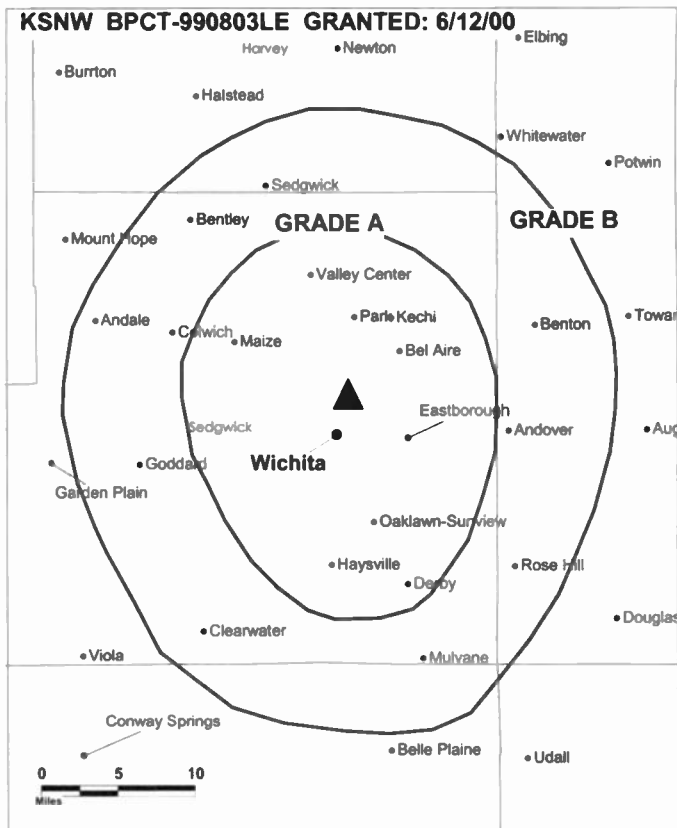 KSNW BPCT-990803LE GRANTED: 6/12/00
Elbing
Harvey
Newton
Burrton
Halstead
Whitewater
Potwin
Sedgwick
Bentley
GRADE A
GRADE B
Mount Hope
Valley Center
Andale
Park
Kechi
Benton
Towan
Colwich
Maize
Bel Aire
Eastborough
Sedgwick
Andover
Aug
Wichita
Goddard
Garden Plain
Oaklawn-Sunview
Haysville
Rose Hill
Derby
Douglas
Clearwater
Viola
Mulvane
Conway Springs
Belle Plaine
Udall
0 5 10
Miles